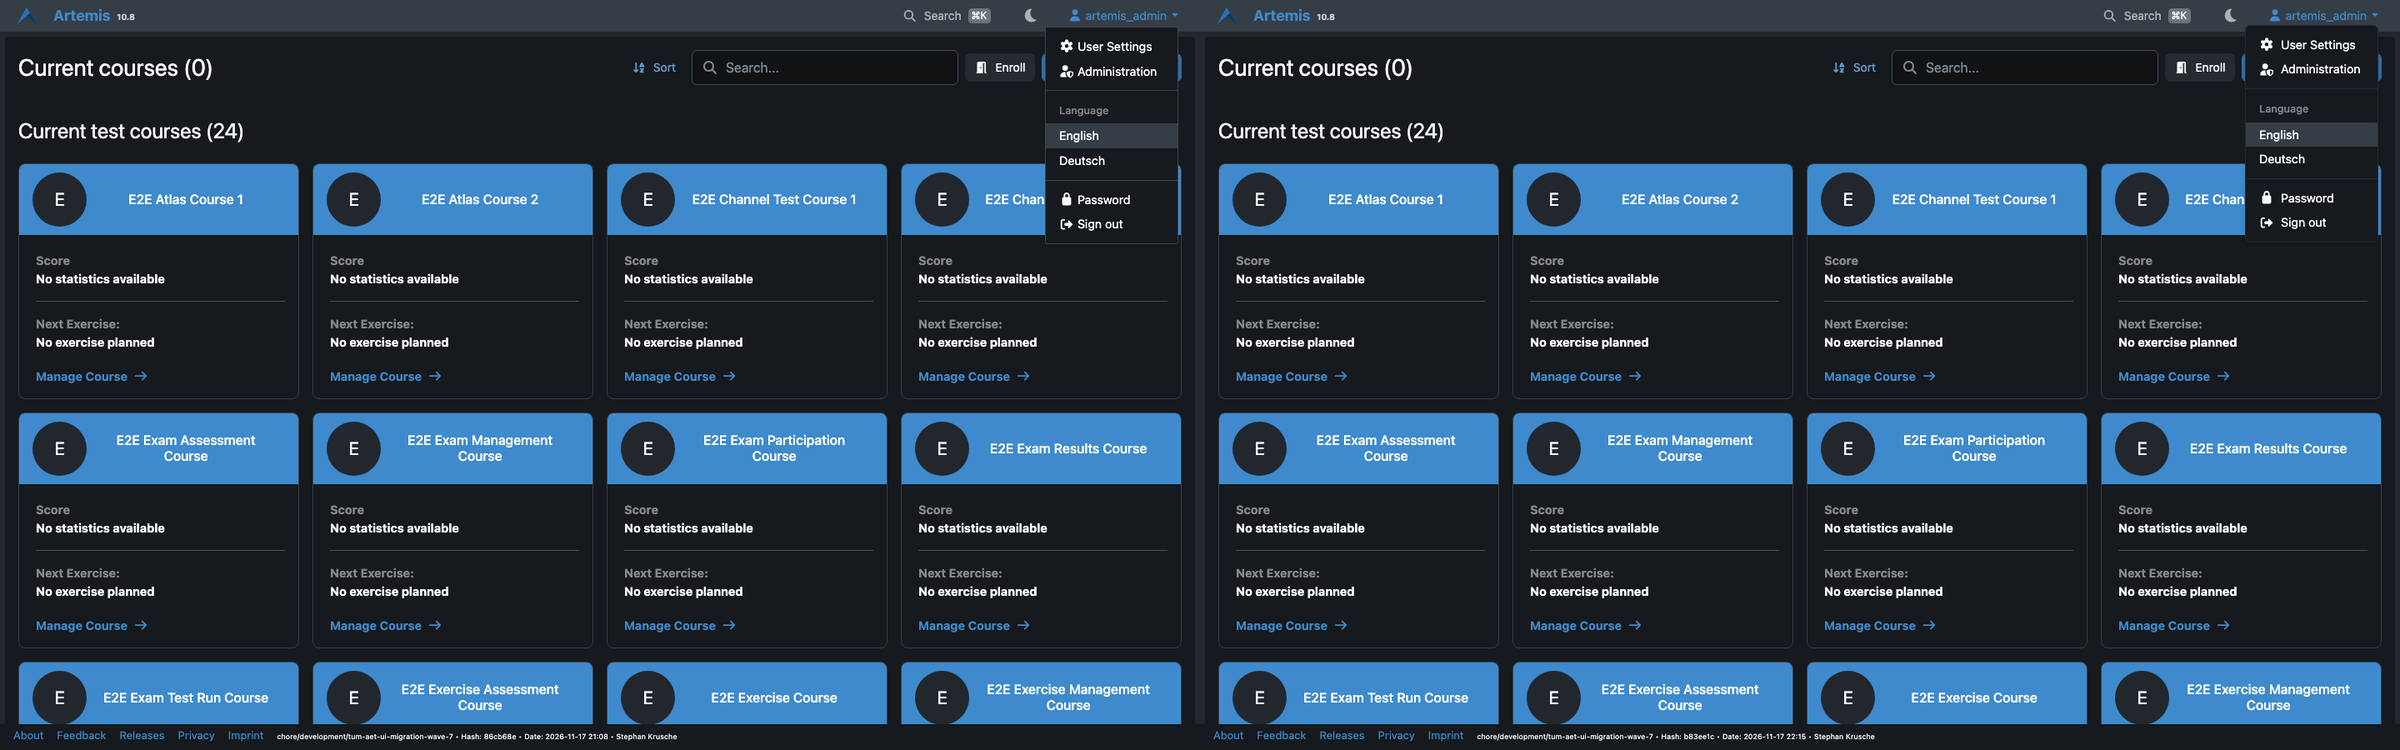 Artemis 10.8
Search ⌘K
artemis_admin
User Settings
Administration
Language
English
Deutsch
Password
Sign out
Current courses (0)
Sort
Search...
Enroll
Current test courses (24)
E
E2E Atlas Course 1
Score
No statistics available
Next Exercise:
No exercise planned
Manage Course
E
E2E Atlas Course 2
Score
No statistics available
Next Exercise:
No exercise planned
Manage Course
E
E2E Channel Test Course 1
Score
No statistics available
Next Exercise:
No exercise planned
Manage Course
E
E2E Chan
Score
No statistics available
Next Exercise:
No exercise planned
Manage Course
E
E2E Exam Assessment
Course
Score
No statistics available
Next Exercise:
No exercise planned
Manage Course
E
E2E Exam Management
Course
Score
No statistics available
Next Exercise:
No exercise planned
Manage Course
E
E2E Exam Participation
Course
Score
No statistics available
Next Exercise:
No exercise planned
Manage Course
E
E2E Exam Results Course
Score
No statistics available
Next Exercise:
No exercise planned
Manage Course
E
E2E Exam Test Run Course
E
E2E Exercise Assessment
Course
E
E2E Exercise Course
E
E2E Exercise Management
Course
About Feedback Releases Privacy Imprint chore/development/tum-aet-ui-migration-wave-7 • Hash: 86cb68e • Date: 2026-11-17 21:08 • Stephan Krusche
Artemis 10.8
Search ⌘K
artemis_admin
User Settings
Administration
Language
English
Deutsch
Password
Sign out
Current courses (0)
Sort
Search...
Enroll
Current test courses (24)
E
E2E Atlas Course 1
Score
No statistics available
Next Exercise:
No exercise planned
Manage Course
E
E2E Atlas Course 2
Score
No statistics available
Next Exercise:
No exercise planned
Manage Course
E
E2E Channel Test Course 1
Score
No statistics available
Next Exercise:
No exercise planned
Manage Course
E
E2E Chan
Score
No statistics available
Next Exercise:
No exercise planned
Manage Course
E
E2E Exam Assessment
Course
Score
No statistics available
Next Exercise:
No exercise planned
Manage Course
E
E2E Exam Management
Course
Score
No statistics available
Next Exercise:
No exercise planned
Manage Course
E
E2E Exam Participation
Course
Score
No statistics available
Next Exercise:
No exercise planned
Manage Course
E
E2E Exam Results Course
Score
No statistics available
Next Exercise:
No exercise planned
Manage Course
E
E2E Exam Test Run Course
E
E2E Exercise Assessment
Course
E
E2E Exercise Course
E
E2E Exercise Management
Course
About Feedback Releases Privacy Imprint chore/development/tum-aet-ui-migration-wave-7 • Hash: b83ee1c • Date: 2026-11-17 22:15 • Stephan Krusche